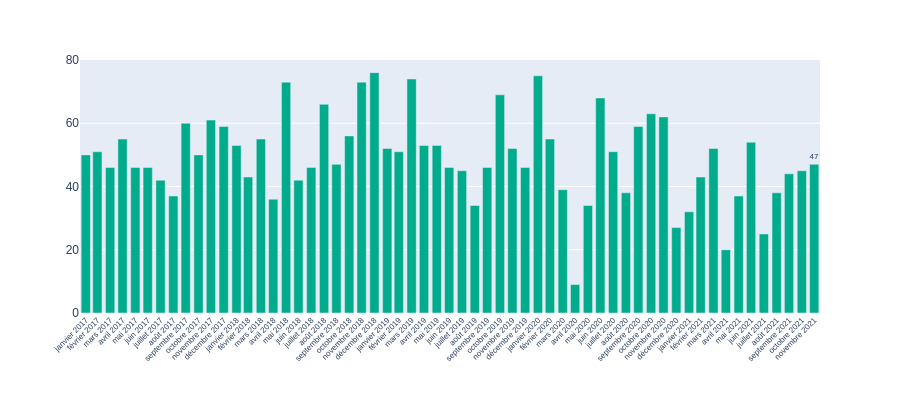 80
60
40
20
0
47
janvier 2017
février 2017
mars 2017
avril 2017
mai 2017
juin 2017
juillet 2017
août 2017
septembre 2017
octobre 2017
novembre 2017
décembre 2017
janvier 2018
février 2018
mars 2018
avril 2018
mai 2018
juin 2018
juillet 2018
août 2018
septembre 2018
octobre 2018
novembre 2018
décembre 2018
janvier 2019
février 2019
mars 2019
avril 2019
mai 2019
juin 2019
juillet 2019
août 2019
septembre 2019
octobre 2019
novembre 2019
décembre 2019
janvier 2020
février 2020
mars 2020
avril 2020
mai 2020
juin 2020
juillet 2020
août 2020
septembre 2020
octobre 2020
novembre 2020
décembre 2020
janvier 2021
février 2021
mars 2021
avril 2021
mai 2021
juin 2021
juillet 2021
août 2021
septembre 2021
octobre 2021
novembre 2021